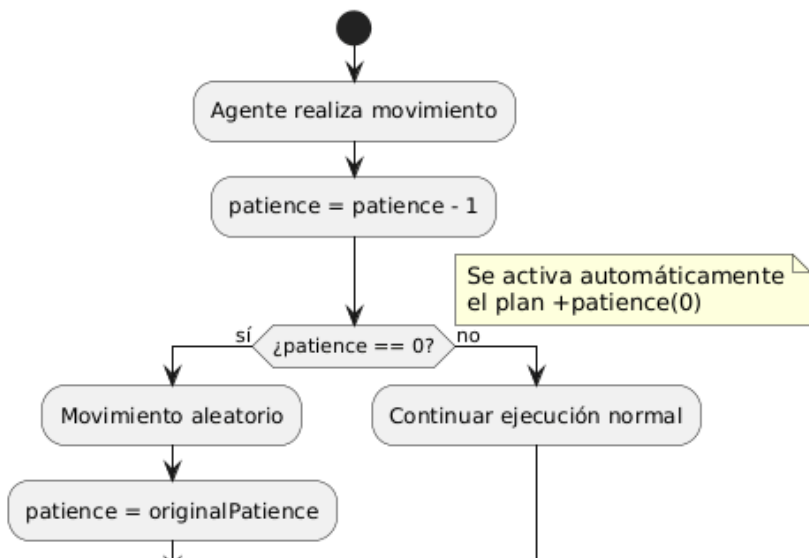 Agente realiza movimiento
patience = patience - 1
Se activa automáticamente
el plan +patience(0)
sí
¿patience == 0?
no
Movimiento aleatorio
Continuar ejecución normal
patience = originalPatience